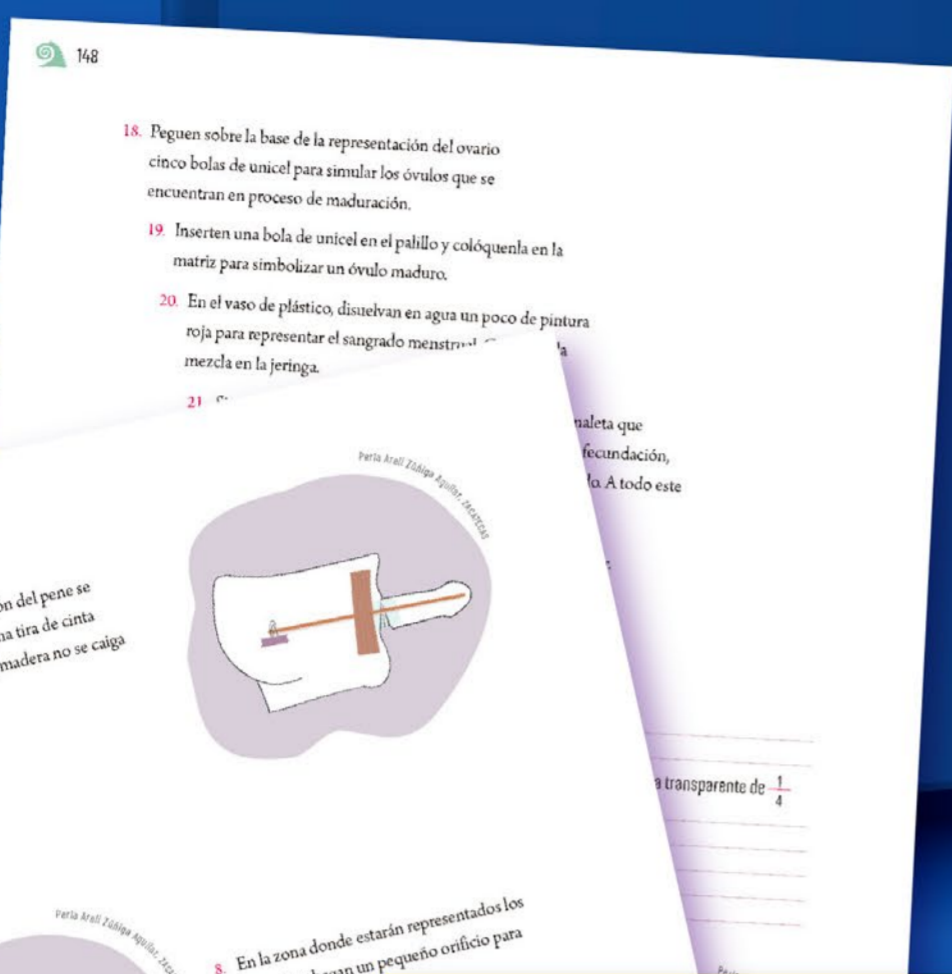 148
18. Peguen sobre la base de la representación del ovario
cinco bolas de unicel para simular los óvulos que se
encuentran en proceso de maduración.
19. Inserten una bola de unicel en el palillo y colóquenla en la
matriz para simbolizar un óvulo maduro.
20. En el vaso de plástico, disuelvan en agua un poco de pintura
roja para representar el sangrado
mezcla en la jeringa.
21
que
fecundación,
A todo este
Perla Areli Zúñiga Aguilar, ZACATECAS
del pene se
tira de cinta
madera no se caiga
transparente de 1/4
Perla Areli Zúñiga Aguilar,
8. En la zona donde estarán representados los
un pequeño orificio para